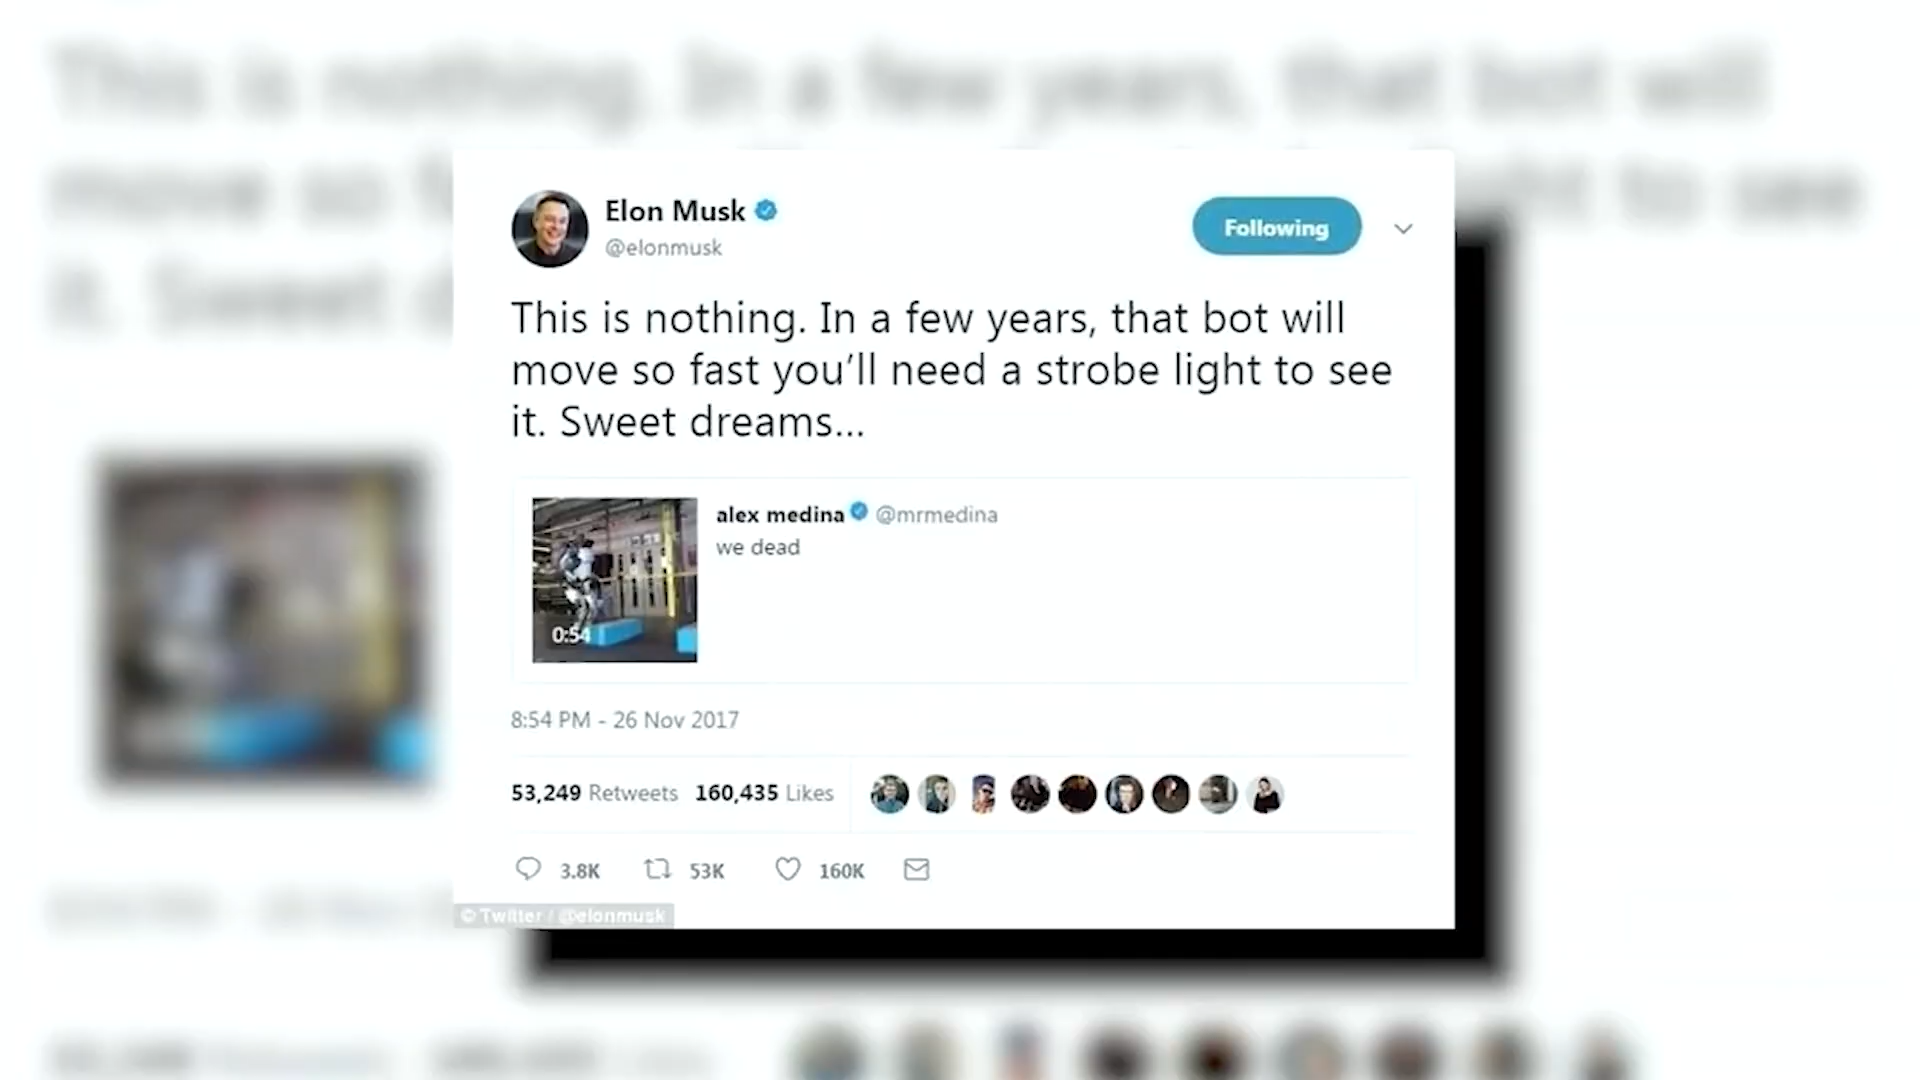 Elon Musk
@elonmusk
Following
This is nothing. In a few years, that bot will
move so fast you’ll need a strobe light to see
it. Sweet dreams...
alex medina @mrmedina
we dead
0:54
8:54 PM - 26 Nov 2017
53,249 Retweets 160,435 Likes
3.8K 53K 160K
© Twitter / @elonmusk